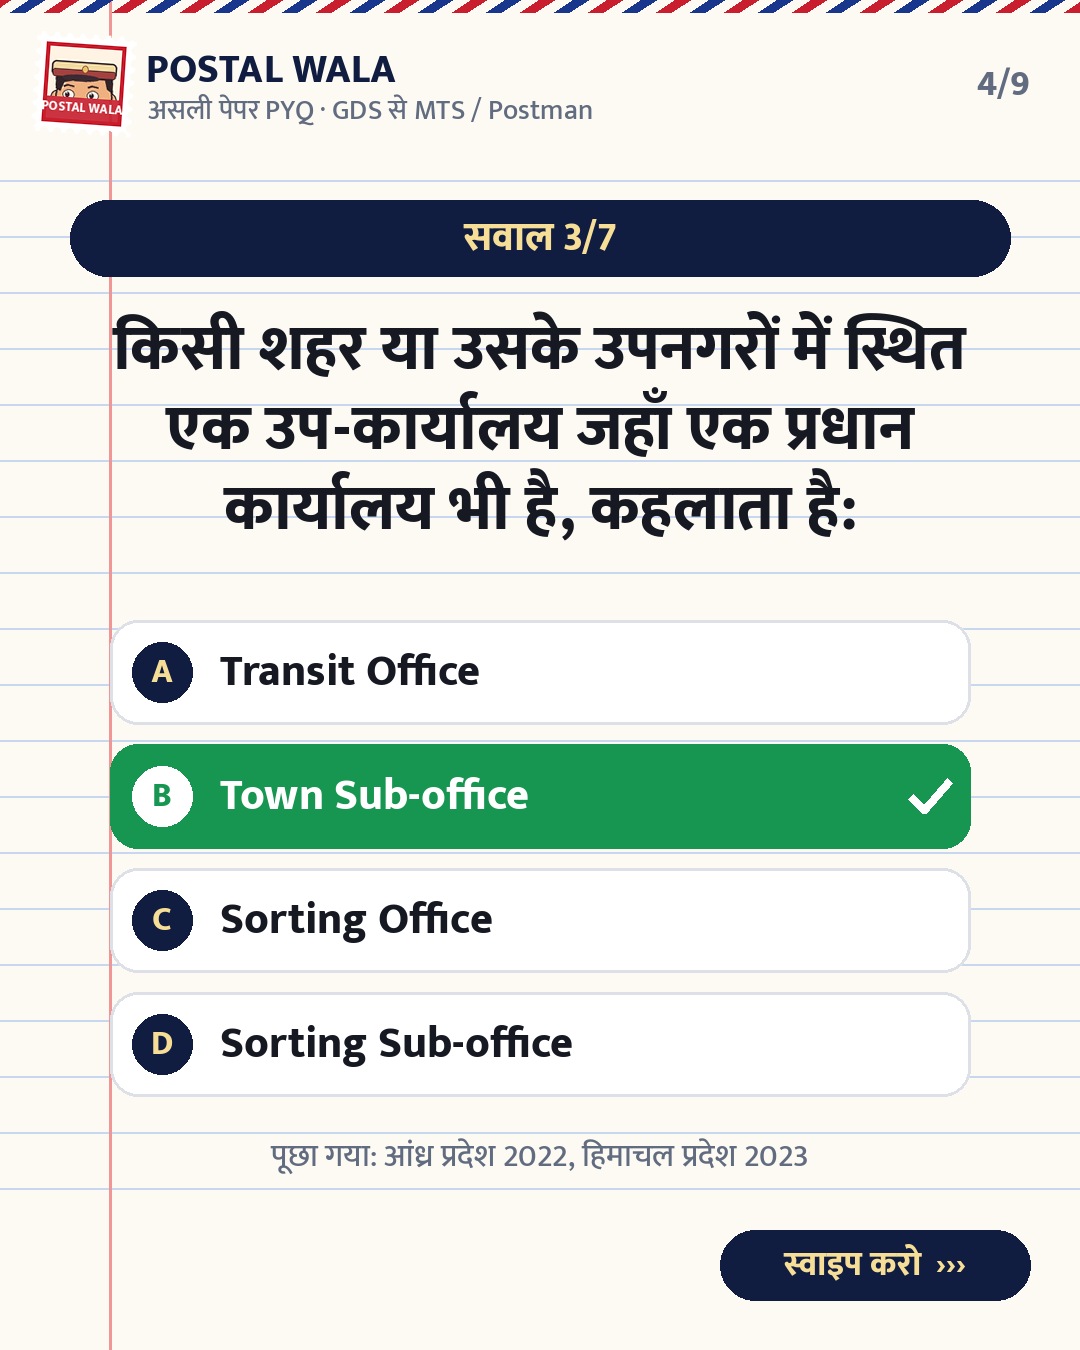 POSTAL WALA
POSTAL WALA
असली पेपर PYQ · GDS से MTS / Postman
4/9
सवाल 3/7
किसी शहर या उसके उपनगरों में स्थित
एक उप-कार्यालय जहाँ एक प्रधान
कार्यालय भी है, कहलाता है:
A Transit Office
B Town Sub-office
C Sorting Office
D Sorting Sub-office
पूछा गया: आंध्र प्रदेश 2022, हिमाचल प्रदेश 2023
स्वाइप करो ›››